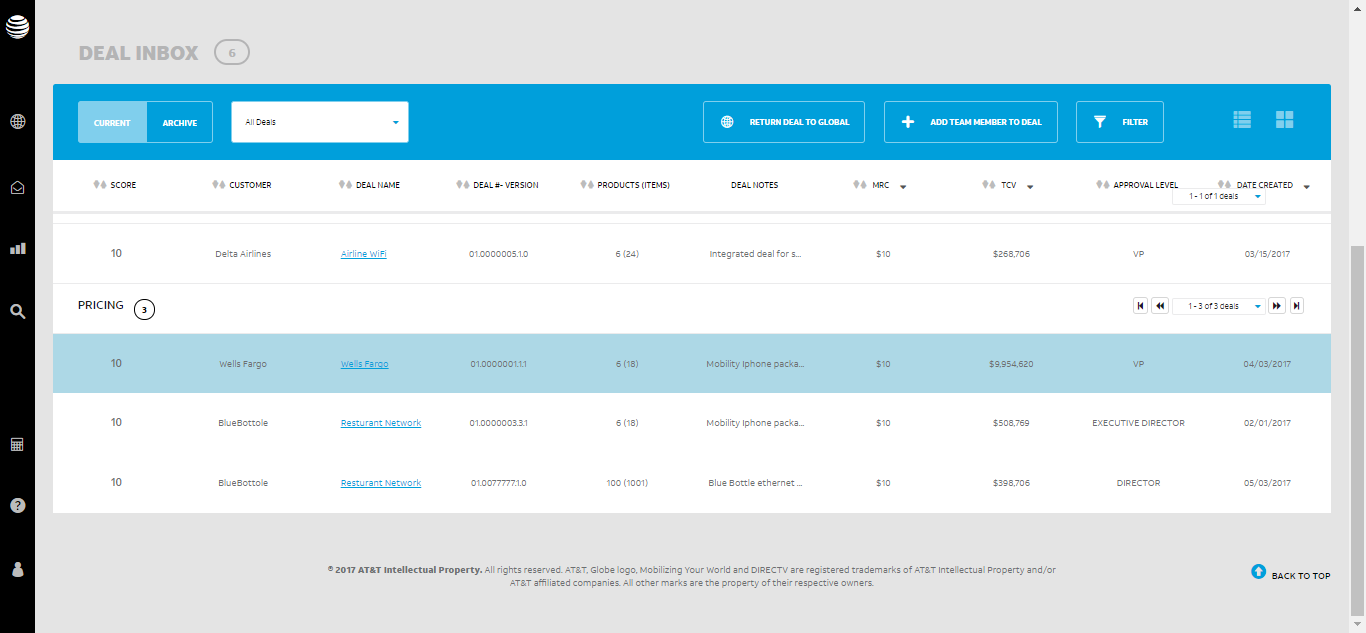 DEAL INBOX 6
CURRENT ARCHIVE All Deals RETURN DEAL TO GLOBAL ADD TEAM MEMBER TO DEAL FILTER
SCORE CUSTOMER DEAL NAME DEAL #- VERSION PRODUCTS (ITEMS) DEAL NOTES MRC TCV APPROVAL LEVEL DATE CREATED
1 - 1 of 1 deals
10 Delta Airlines Airline WiFi 01.0000005.1.0 6 (24) Integrated deal for s... $10 $268,706 VP 03/15/2017
PRICING 3 1 - 3 of 3 deals
10 Wells Fargo Wells Fargo 01.0000001.1.1 6 (18) Mobility Iphone packa... $10 $9,954,620 VP 04/03/2017
10 BlueBottole Resturant Network 01.0000003.3.1 6 (18) Mobility Iphone packa... $10 $508,769 EXECUTIVE DIRECTOR 02/01/2017
10 BlueBottole Resturant Network 01.0077777.1.0 100 (1001) Blue Bottle ethernet ... $10 $398,706 DIRECTOR 05/03/2017
© 2017 AT&T Intellectual Property. All rights reserved. AT&T, Globe logo, Mobilizing Your World and DIRECTV are registered trademarks of AT&T Intellectual Property and/or
AT&T affiliated companies. All other marks are the property of their respective owners.
BACK TO TOP